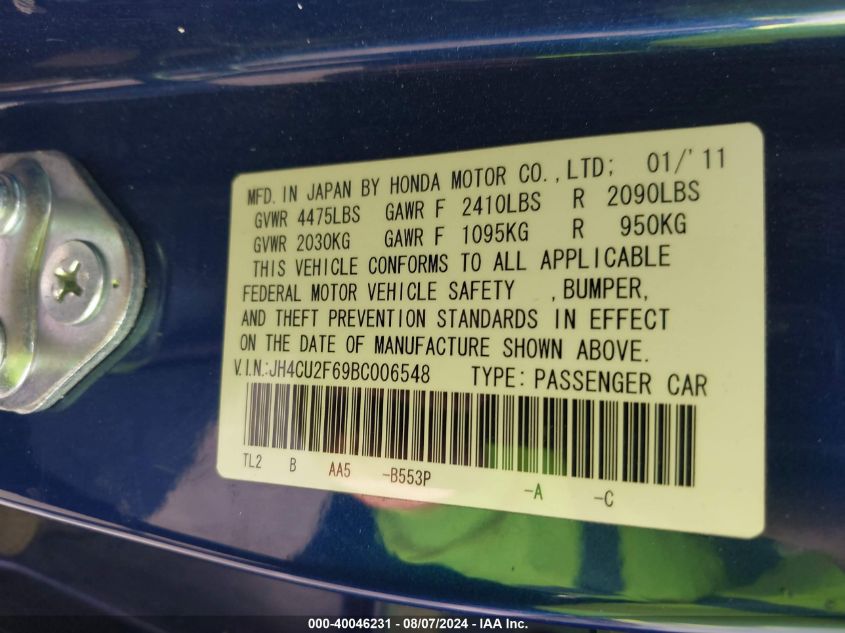 MFD. IN JAPAN BY HONDA MOTOR CO., LTD; 01/'11
GVWR 4475LBS GAWR F 2410LBS R 2090LBS
GVWR 2030KG GAWR F 1095KG R 950KG
THIS VEHICLE CONFORMS TO ALL APPLICABLE
FEDERAL MOTOR VEHICLE SAFETY , BUMPER,
AND THEFT PREVENTION STANDARDS IN EFFECT
ON THE DATE OF MANUFACTURE SHOWN ABOVE.
V.I.N.:JH4CU2F69BC006548 TYPE: PASSENGER CAR
TL2 B AA5 -B553P -A -C
000-40046231 - 08/07/2024 - IAA Inc.